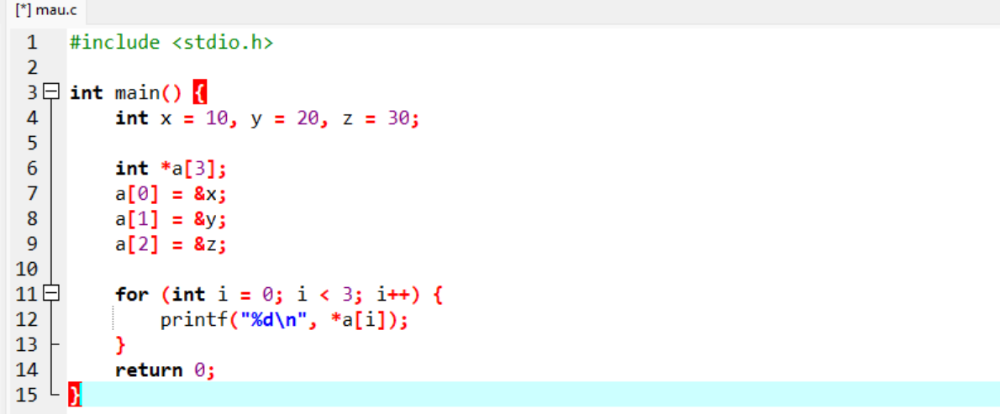 [*] mau.c
1 #include <stdio.h>
2
3 int main() {
4     int x = 10, y = 20, z = 30;
5
6     int *a[3];
7     a[0] = &x;
8     a[1] = &y;
9     a[2] = &z;
10
11     for (int i = 0; i < 3; i++) {
12         printf("%d\n", *a[i]);
13     }
14     return 0;
15 }